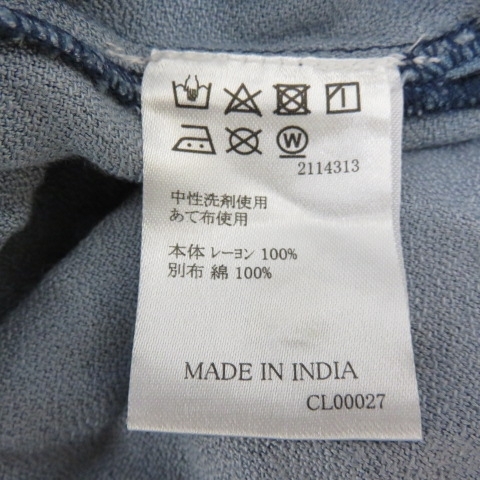 W
2114313
中性洗剤使用
あて布使用
本体 レーヨン 100%
別布 綿 100%
MADE IN INDIA
CL00027